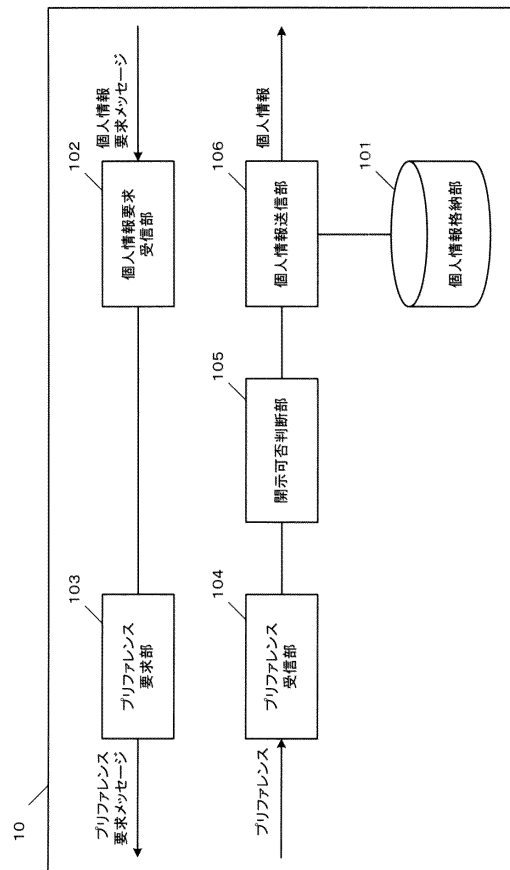 10
プリファレンス
要求メッセージ
103
プリファレンス
要求部
102
個人情報要求
受信部
個人情報
要求メッセージ
プリファレンス
104
プリファレンス
受信部
105
開示可否判断部
106
個人情報送信部
個人情報
101
個人情報格納部